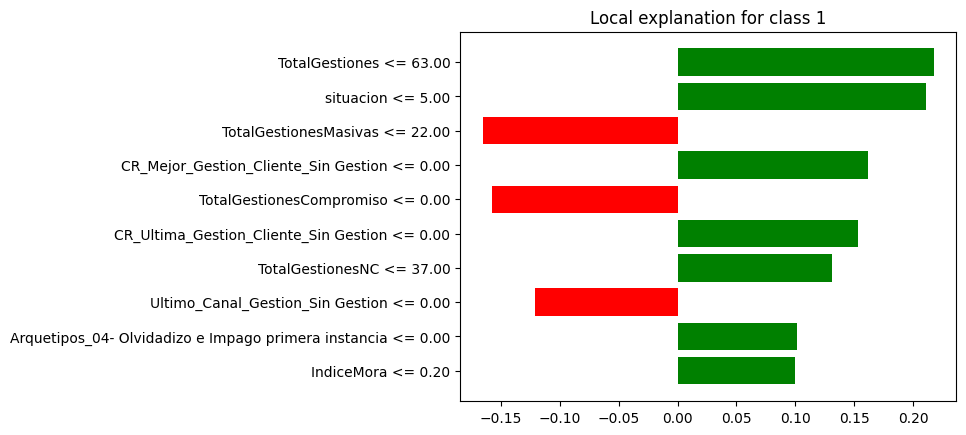 Local explanation for class 1
TotalGestiones <= 63.00
situacion <= 5.00
TotalGestionesMasivas <= 22.00
CR_Mejor_Gestion_Cliente_Sin Gestion <= 0.00
TotalGestionesCompromiso <= 0.00
CR_Ultima_Gestion_Cliente_Sin Gestion <= 0.00
TotalGestionesNC <= 37.00
Ultimo_Canal_Gestion_Sin Gestion <= 0.00
Arquetipos_04- Olvidadizo e Impago primera instancia <= 0.00
IndiceMora <= 0.20
−0.15 −0.10 −0.05 0.00 0.05 0.10 0.15 0.20